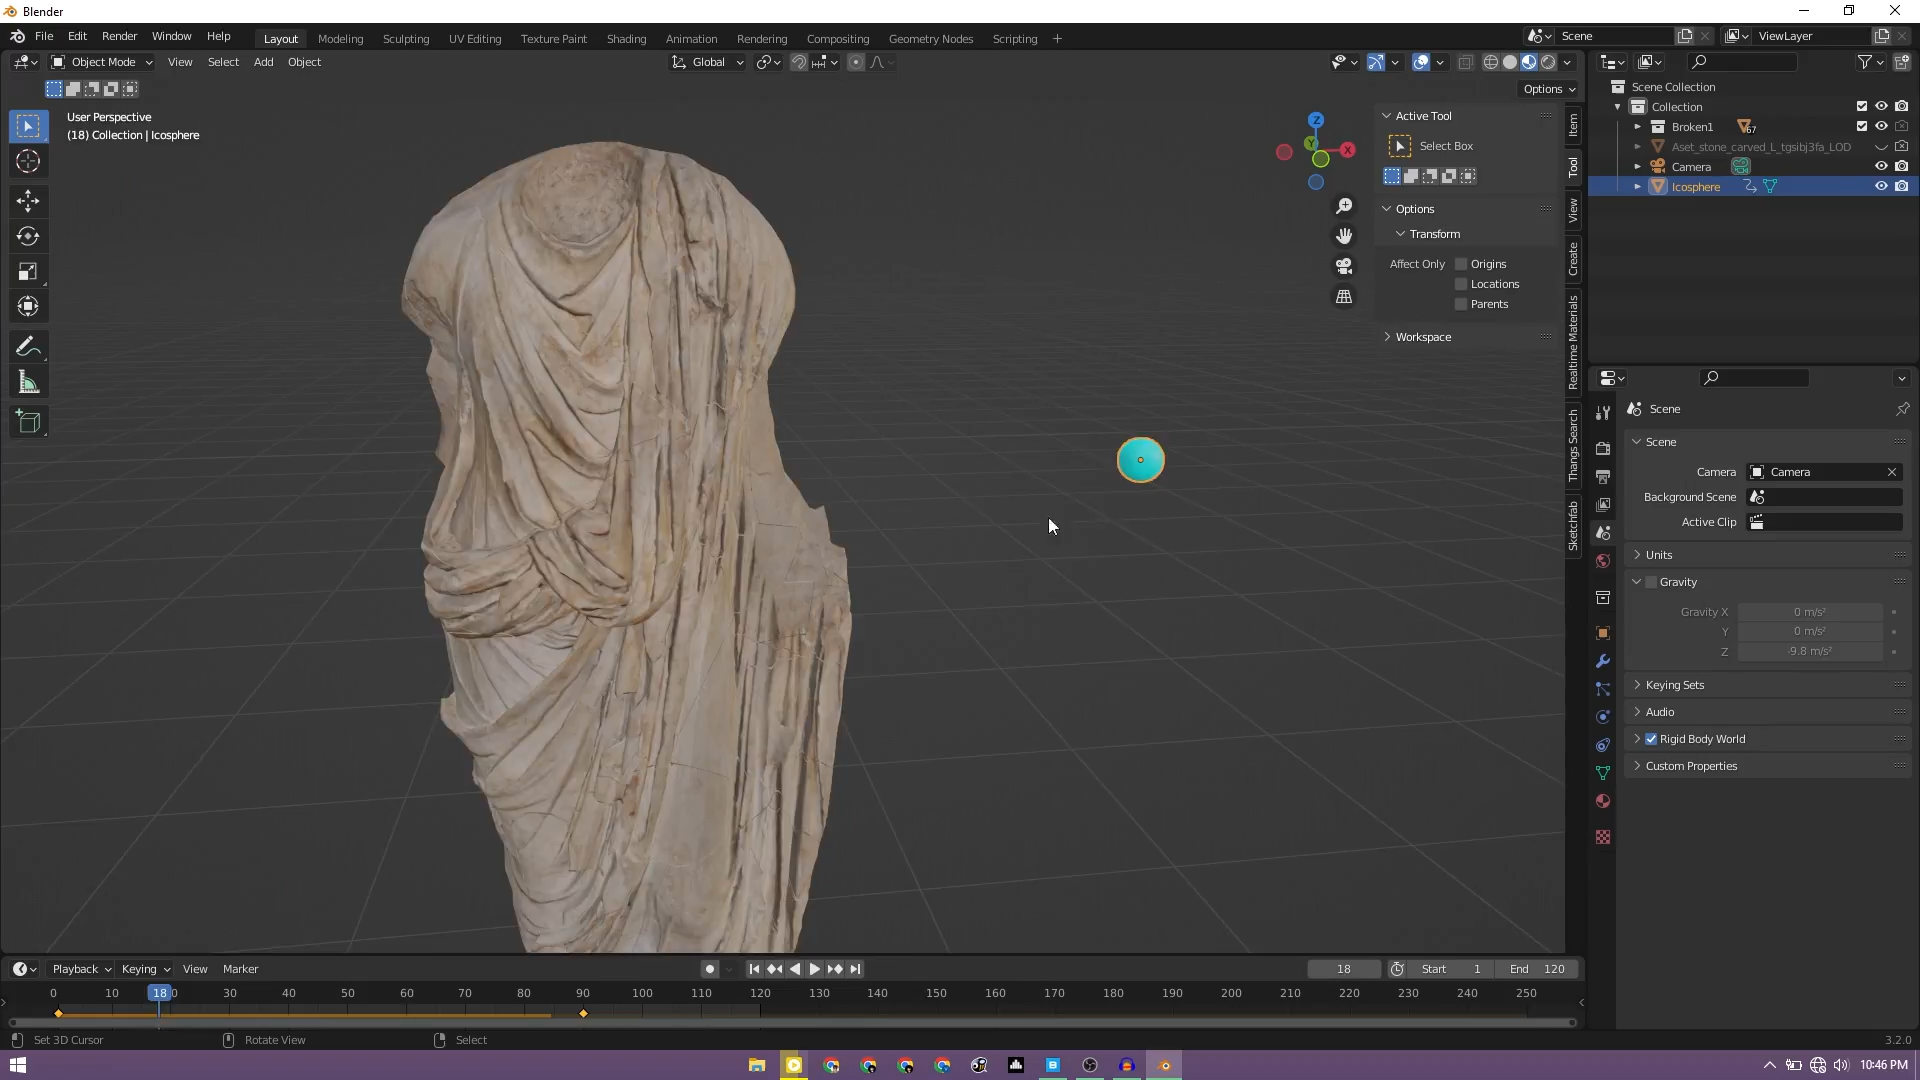 Blender
File Edit Render Window Help
Layout Modeling Sculpting UV Editing Texture Paint Shading Animation Rendering Compositing Geometry Nodes Scripting +
Scene ViewLayer
Object Mode View Select Add Object
Global
Options
User Perspective
(18) Collection | Icosphere
Z
Y
X
Active Tool
Select Box
Options
Transform
Affect Only Origins
Locations
Parents
Workspace
Item
Tool
View
Create
Realtime Materials
Thangs Search
Sketchfab
Scene Collection
Collection
Broken1 67
Aset_stone_carved_L_tgsibj3fa_LOD
Camera
Icosphere
Scene
Scene
Camera Camera
Background Scene
Active Clip
Units
Gravity
Gravity X 0 m/s²
Y 0 m/s²
Z -9.8 m/s²
Keying Sets
Audio
Rigid Body World
Custom Properties
Playback Keying View Marker
18 Start 1 End 120
0 10 18 0 30 40 50 60 70 80 90 100 110 120 130 140 150 160 170 180 190 200 210 220 230 240 250
Set 3D Cursor Rotate View Select
3.2.0
10:46 PM